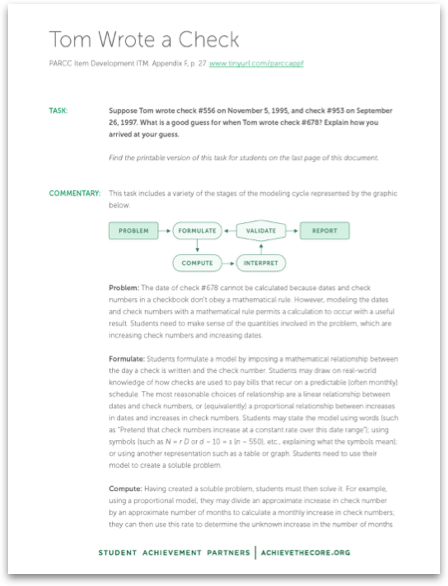 Tom Wrote a Check
PARCC Item Development ITM. Appendix F, p. 27. www.tinyurl.com/parccappf
TASK: Suppose Tom wrote check #556 on November 5, 1995, and check #953 on September
26, 1997. What is a good guess for when Tom wrote check #678? Explain how you
arrived at your guess.
Find the printable version of this task for students on the last page of this document.
COMMENTARY: This task includes a variety of the stages of the modeling cycle represented by the graphic
below.
PROBLEM FORMULATE VALIDATE REPORT
COMPUTE INTERPRET
Problem: The date of check #678 cannot be calculated because dates and check
numbers in a checkbook don't obey a mathematical rule. However, modeling the dates
and check numbers with a mathematical rule permits a calculation to occur with a useful
result. Students need to make sense of the quantities involved in the problem, which are
increasing check numbers and increasing dates.
Formulate: Students formulate a model by imposing a mathematical relationship between
the day a check is written and the check number. Students may draw on real-world
knowledge of how checks are used to pay bills that recur on a predictable (often monthly)
schedule. The most reasonable choices of relationship are a linear relationship between
dates and check numbers, or (equivalently) a proportional relationship between increases
in dates and increases in check numbers. Students may state the model using words (such
as "Pretend that check numbers increase at a constant rate over this date range"); using
symbols (such as N = r D or d − 10 = s (n − 550), etc., explaining what the symbols mean);
or using another representation such as a table or graph. Students need to use their
model to create a soluble problem.
Compute: Having created a soluble problem, students must then solve it. For example,
using a proportional model, they may divide an approximate increase in check number
by an approximate number of months to calculate a monthly increase in check numbers;
they can then use this rate to determine the unknown increase in the number of months
STUDENT ACHIEVEMENT PARTNERS | ACHIEVETHECORE.ORG